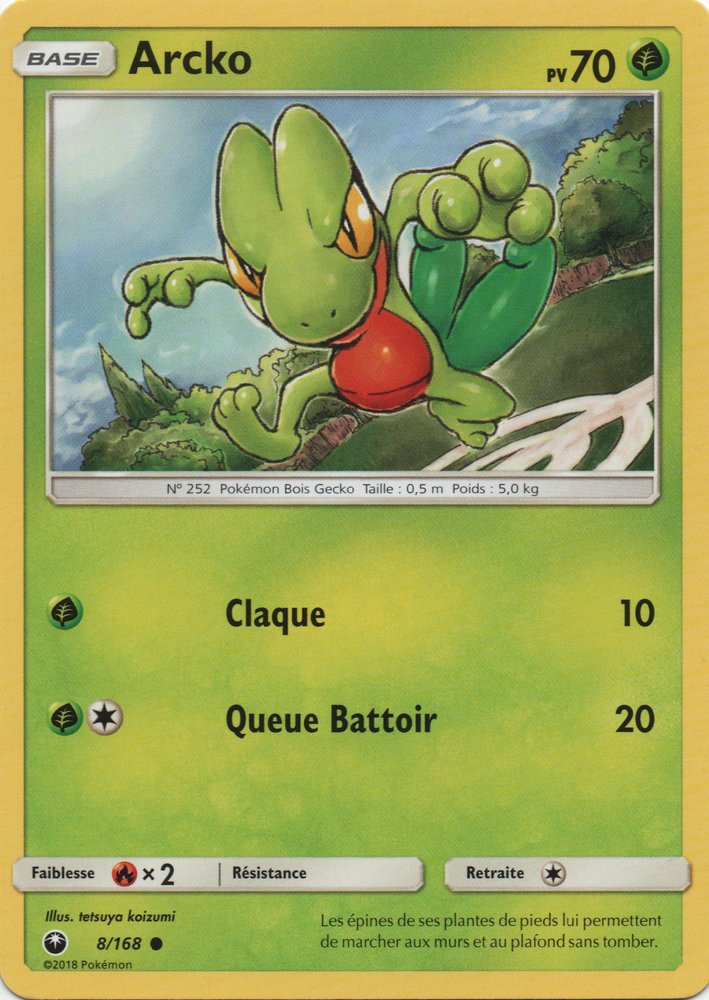 BASE Arcko PV 70
N° 252 Pokémon Bois Gecko Taille : 0,5 m Poids : 5,0 kg
Claque 10
Queue Battoir 20
Faiblesse × 2 Résistance Retraite
Illus. tetsuya koizumi
8/168
©2018 Pokémon
Les épines de ses plantes de pieds lui permettent
de marcher aux murs et au plafond sans tomber.